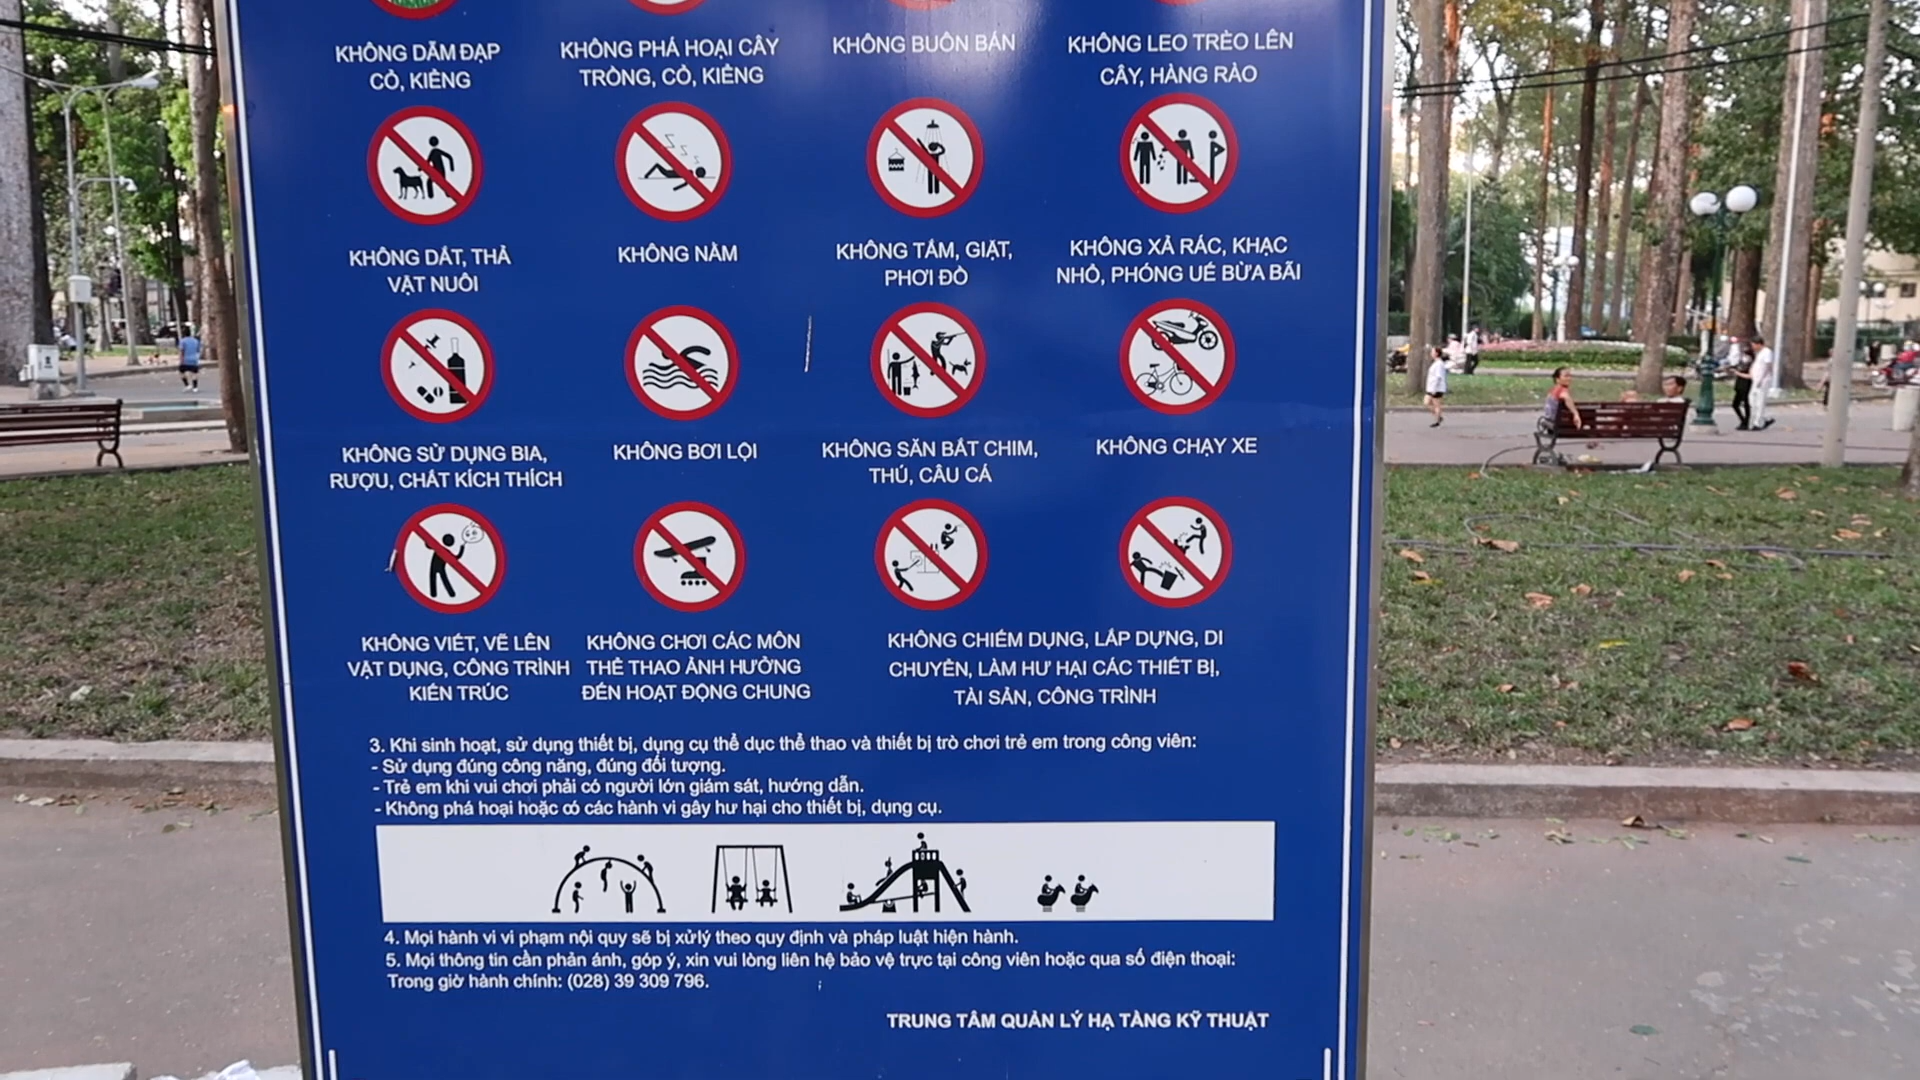 KHÔNG DẪM ĐẠP
CỎ, KIỂNG
KHÔNG PHÁ HOẠI CÂY
TRỒNG, CỎ, KIỂNG
KHÔNG BUÔN BÁN
KHÔNG LEO TRÈO LÊN
CÂY, HÀNG RÀO
KHÔNG DẮT, THẢ
VẬT NUÔI
KHÔNG NẰM
KHÔNG TẮM, GIẶT,
PHƠI ĐỒ
KHÔNG XẢ RÁC, KHẠC
NHỔ, PHÓNG UẾ BỪA BÃI
KHÔNG SỬ DỤNG BIA,
RƯỢU, CHẤT KÍCH THÍCH
KHÔNG BƠI LỘI
KHÔNG SĂN BẮT CHIM,
THÚ, CÂU CÁ
KHÔNG CHẠY XE
KHÔNG VIẾT, VẼ LÊN
VẬT DỤNG, CÔNG TRÌNH
KIẾN TRÚC
KHÔNG CHƠI CÁC MÔN
THỂ THAO ẢNH HƯỞNG
ĐẾN HOẠT ĐỘNG CHUNG
KHÔNG CHIẾM DỤNG, LẮP DỰNG, DI
CHUYỂN, LÀM HƯ HẠI CÁC THIẾT BỊ,
TÀI SẢN, CÔNG TRÌNH
3. Khi sinh hoạt, sử dụng thiết bị, dụng cụ thể dục thể thao và thiết bị trò chơi trẻ em trong công viên:
- Sử dụng đúng công năng, đúng đối tượng.
- Trẻ em khi vui chơi phải có người lớn giám sát, hướng dẫn.
- Không phá hoại hoặc có các hành vi gây hư hại cho thiết bị, dụng cụ.
4. Mọi hành vi vi phạm nội quy sẽ bị xử lý theo quy định và pháp luật hiện hành.
5. Mọi thông tin cần phản ánh, góp ý, xin vui lòng liên hệ bảo vệ trực tại công viên hoặc qua số điện thoại:
Trong giờ hành chính: (028) 39 309 796.
TRUNG TÂM QUẢN LÝ HẠ TẦNG KỸ THUẬT